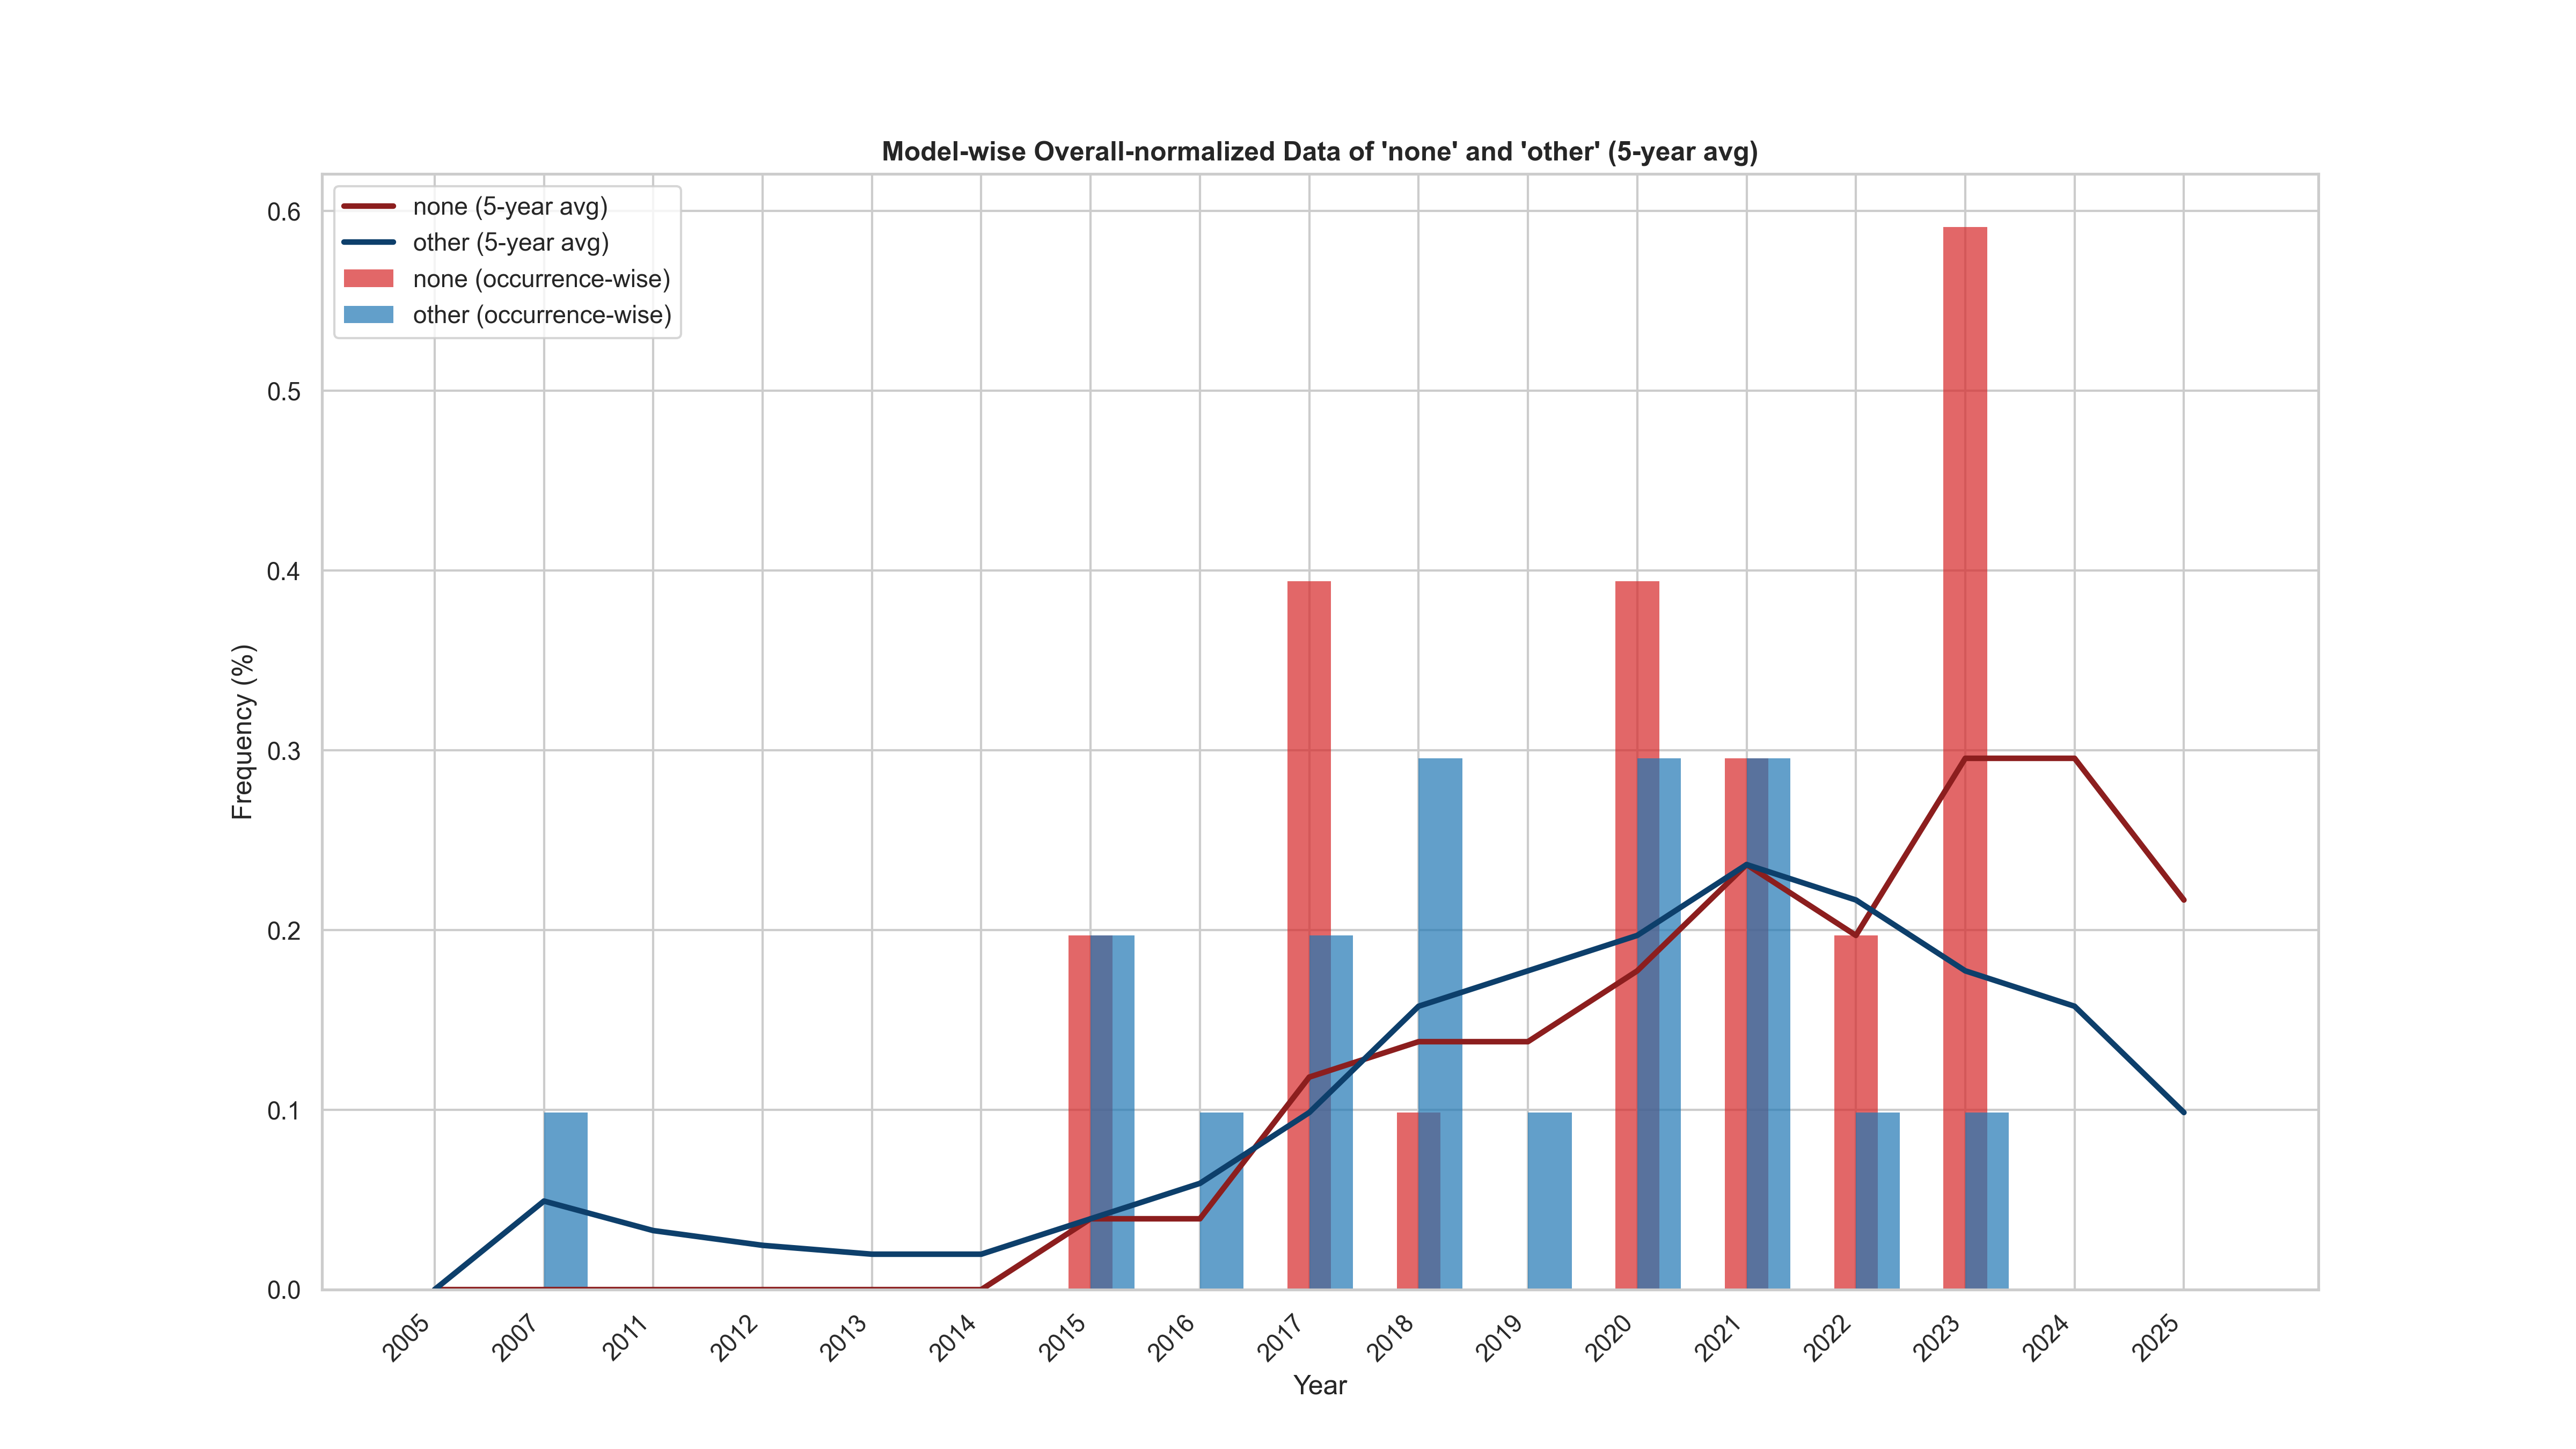 Model-wise Overall-normalized Data of 'none' and 'other' (5-year avg)
none (5-year avg)
other (5-year avg)
none (occurrence-wise)
other (occurrence-wise)
Frequency (%)
0.6
0.5
0.4
0.3
0.2
0.1
0.0
2005 2007 2011 2012 2013 2014 2015 2016 2017 2018 2019 2020 2021 2022 2023 2024 2025
Year